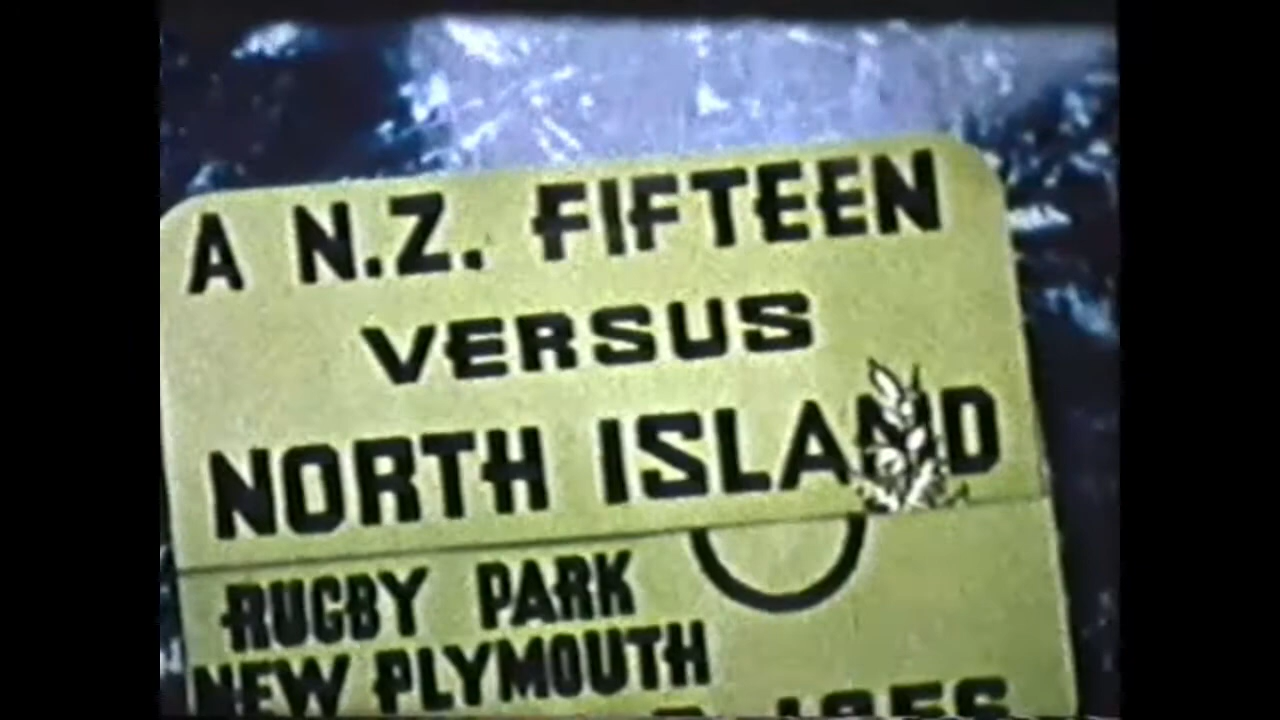 A N.Z. FIFTEEN
VERSUS
NORTH ISLAND
RUGBY PARK
NEW PLYMOUTH